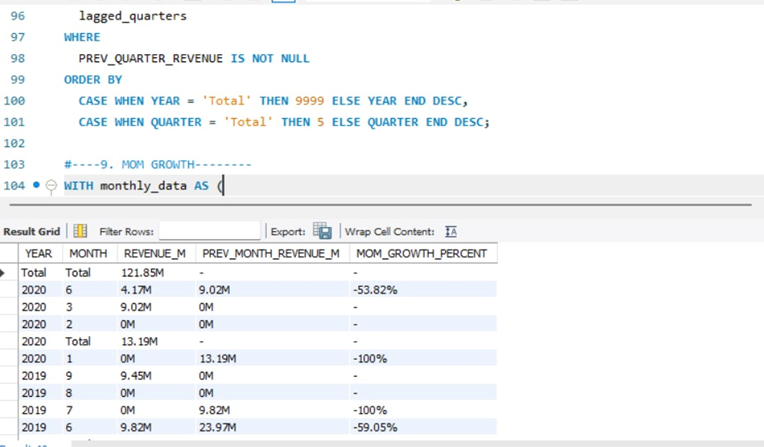 96 lagged_quarters
97 WHERE
98 PREV_QUARTER_REVENUE IS NOT NULL
99 ORDER BY
100 CASE WHEN YEAR = 'Total' THEN 9999 ELSE YEAR END DESC,
101 CASE WHEN QUARTER = 'Total' THEN 5 ELSE QUARTER END DESC;
102
103 #----9. MOM GROWTH--------
104 WITH monthly_data AS (
Result Grid Filter Rows: Export: Wrap Cell Content:
YEAR MONTH REVENUE_M PREV_MONTH_REVENUE_M MOM_GROWTH_PERCENT
Total Total 121.85M - -
2020 6 4.17M 9.02M -53.82%
2020 3 9.02M 0M -
2020 2 0M 0M -
2020 Total 13.19M - -
2020 1 0M 13.19M -100%
2019 9 9.45M 0M -
2019 8 0M 0M -
2019 7 0M 9.82M -100%
2019 6 9.82M 23.97M -59.05%